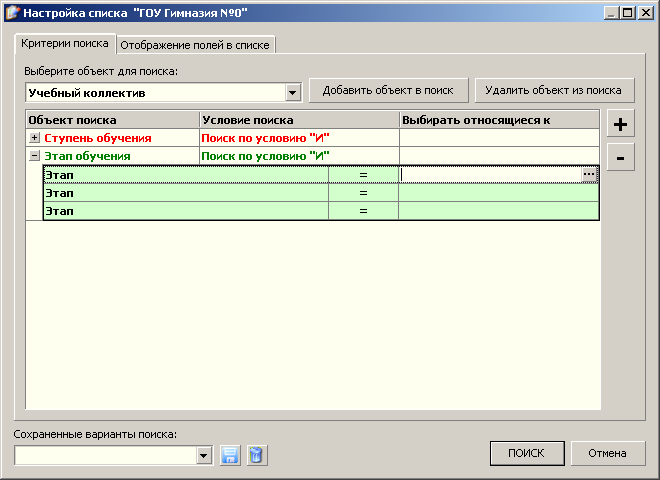 Настройка списка "ГОУ Гимназия №0"
Критерии поиска
Отображение полей в списке
Выберите объект для поиска:
Учебный коллектив
Добавить объект в поиск
Удалить объект из поиска
Объект поиска Условие поиска Выбирать относящиеся к
+
Ступень обучения Поиск по условию "И"
Этап обучения Поиск по условию "И"
-
Этап = ...
Этап =
Этап =
Сохраненные варианты поиска:
ПОИСК
Отмена